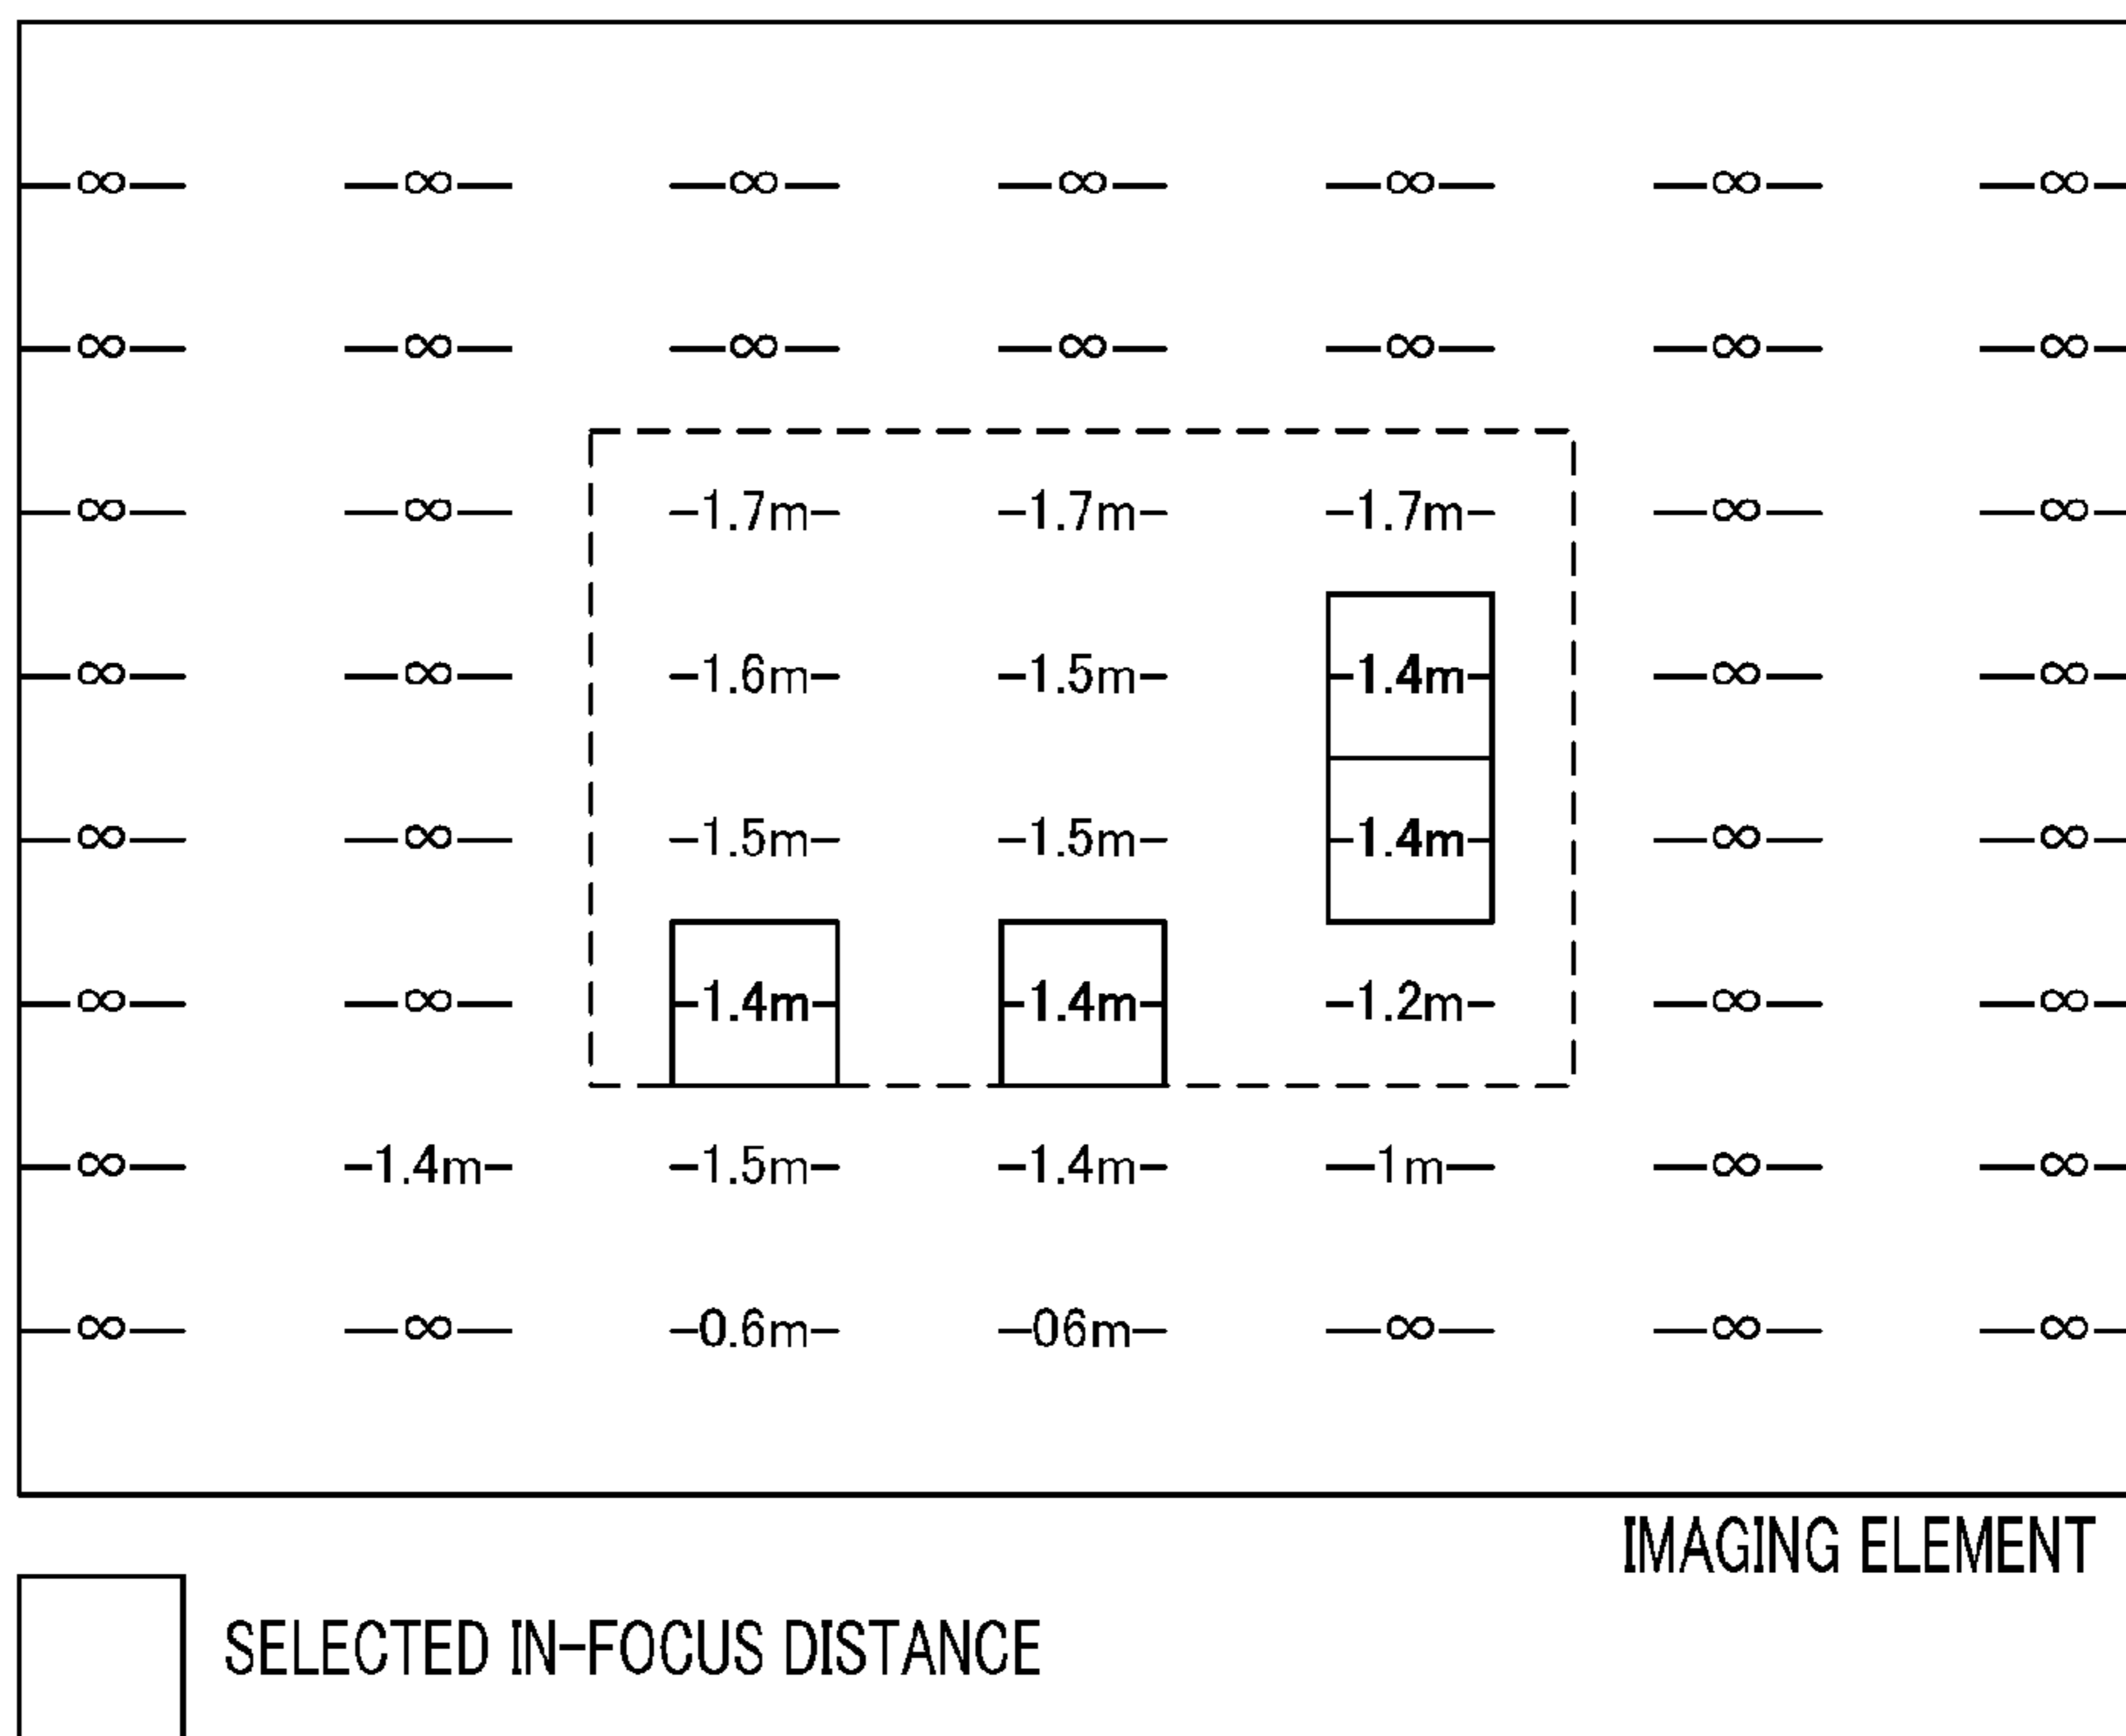 ∞ ∞ ∞ ∞ ∞ ∞ ∞
∞ ∞ ∞ ∞ ∞ ∞ ∞
∞ ∞ 1.7m 1.7m 1.7m ∞ ∞
∞ ∞ 1.6m 1.5m 1.4m ∞ ∞
∞ ∞ 1.5m 1.5m 1.4m ∞ ∞
∞ ∞ 1.4m 1.4m 1.2m ∞ ∞
∞ 1.4m 1.5m 1.4m 1m ∞ ∞
∞ ∞ 0.6m 06m ∞ ∞ ∞
IMAGING ELEMENT
SELECTED IN-FOCUS DISTANCE